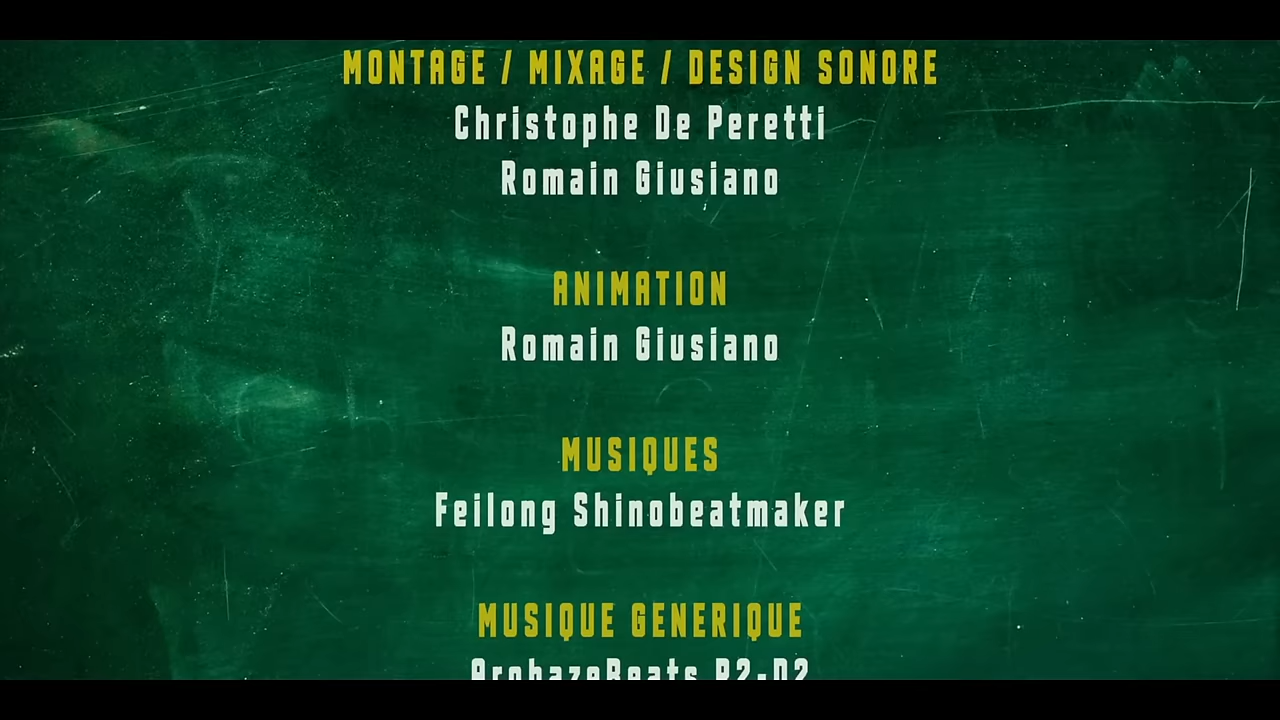 MONTAGE / MIXAGE / DESIGN SONORE
Christophe De Peretti
Romain Giusiano
ANIMATION
Romain Giusiano
MUSIQUES
Feilong Shinobeatmaker
MUSIQUE GENERIQUE